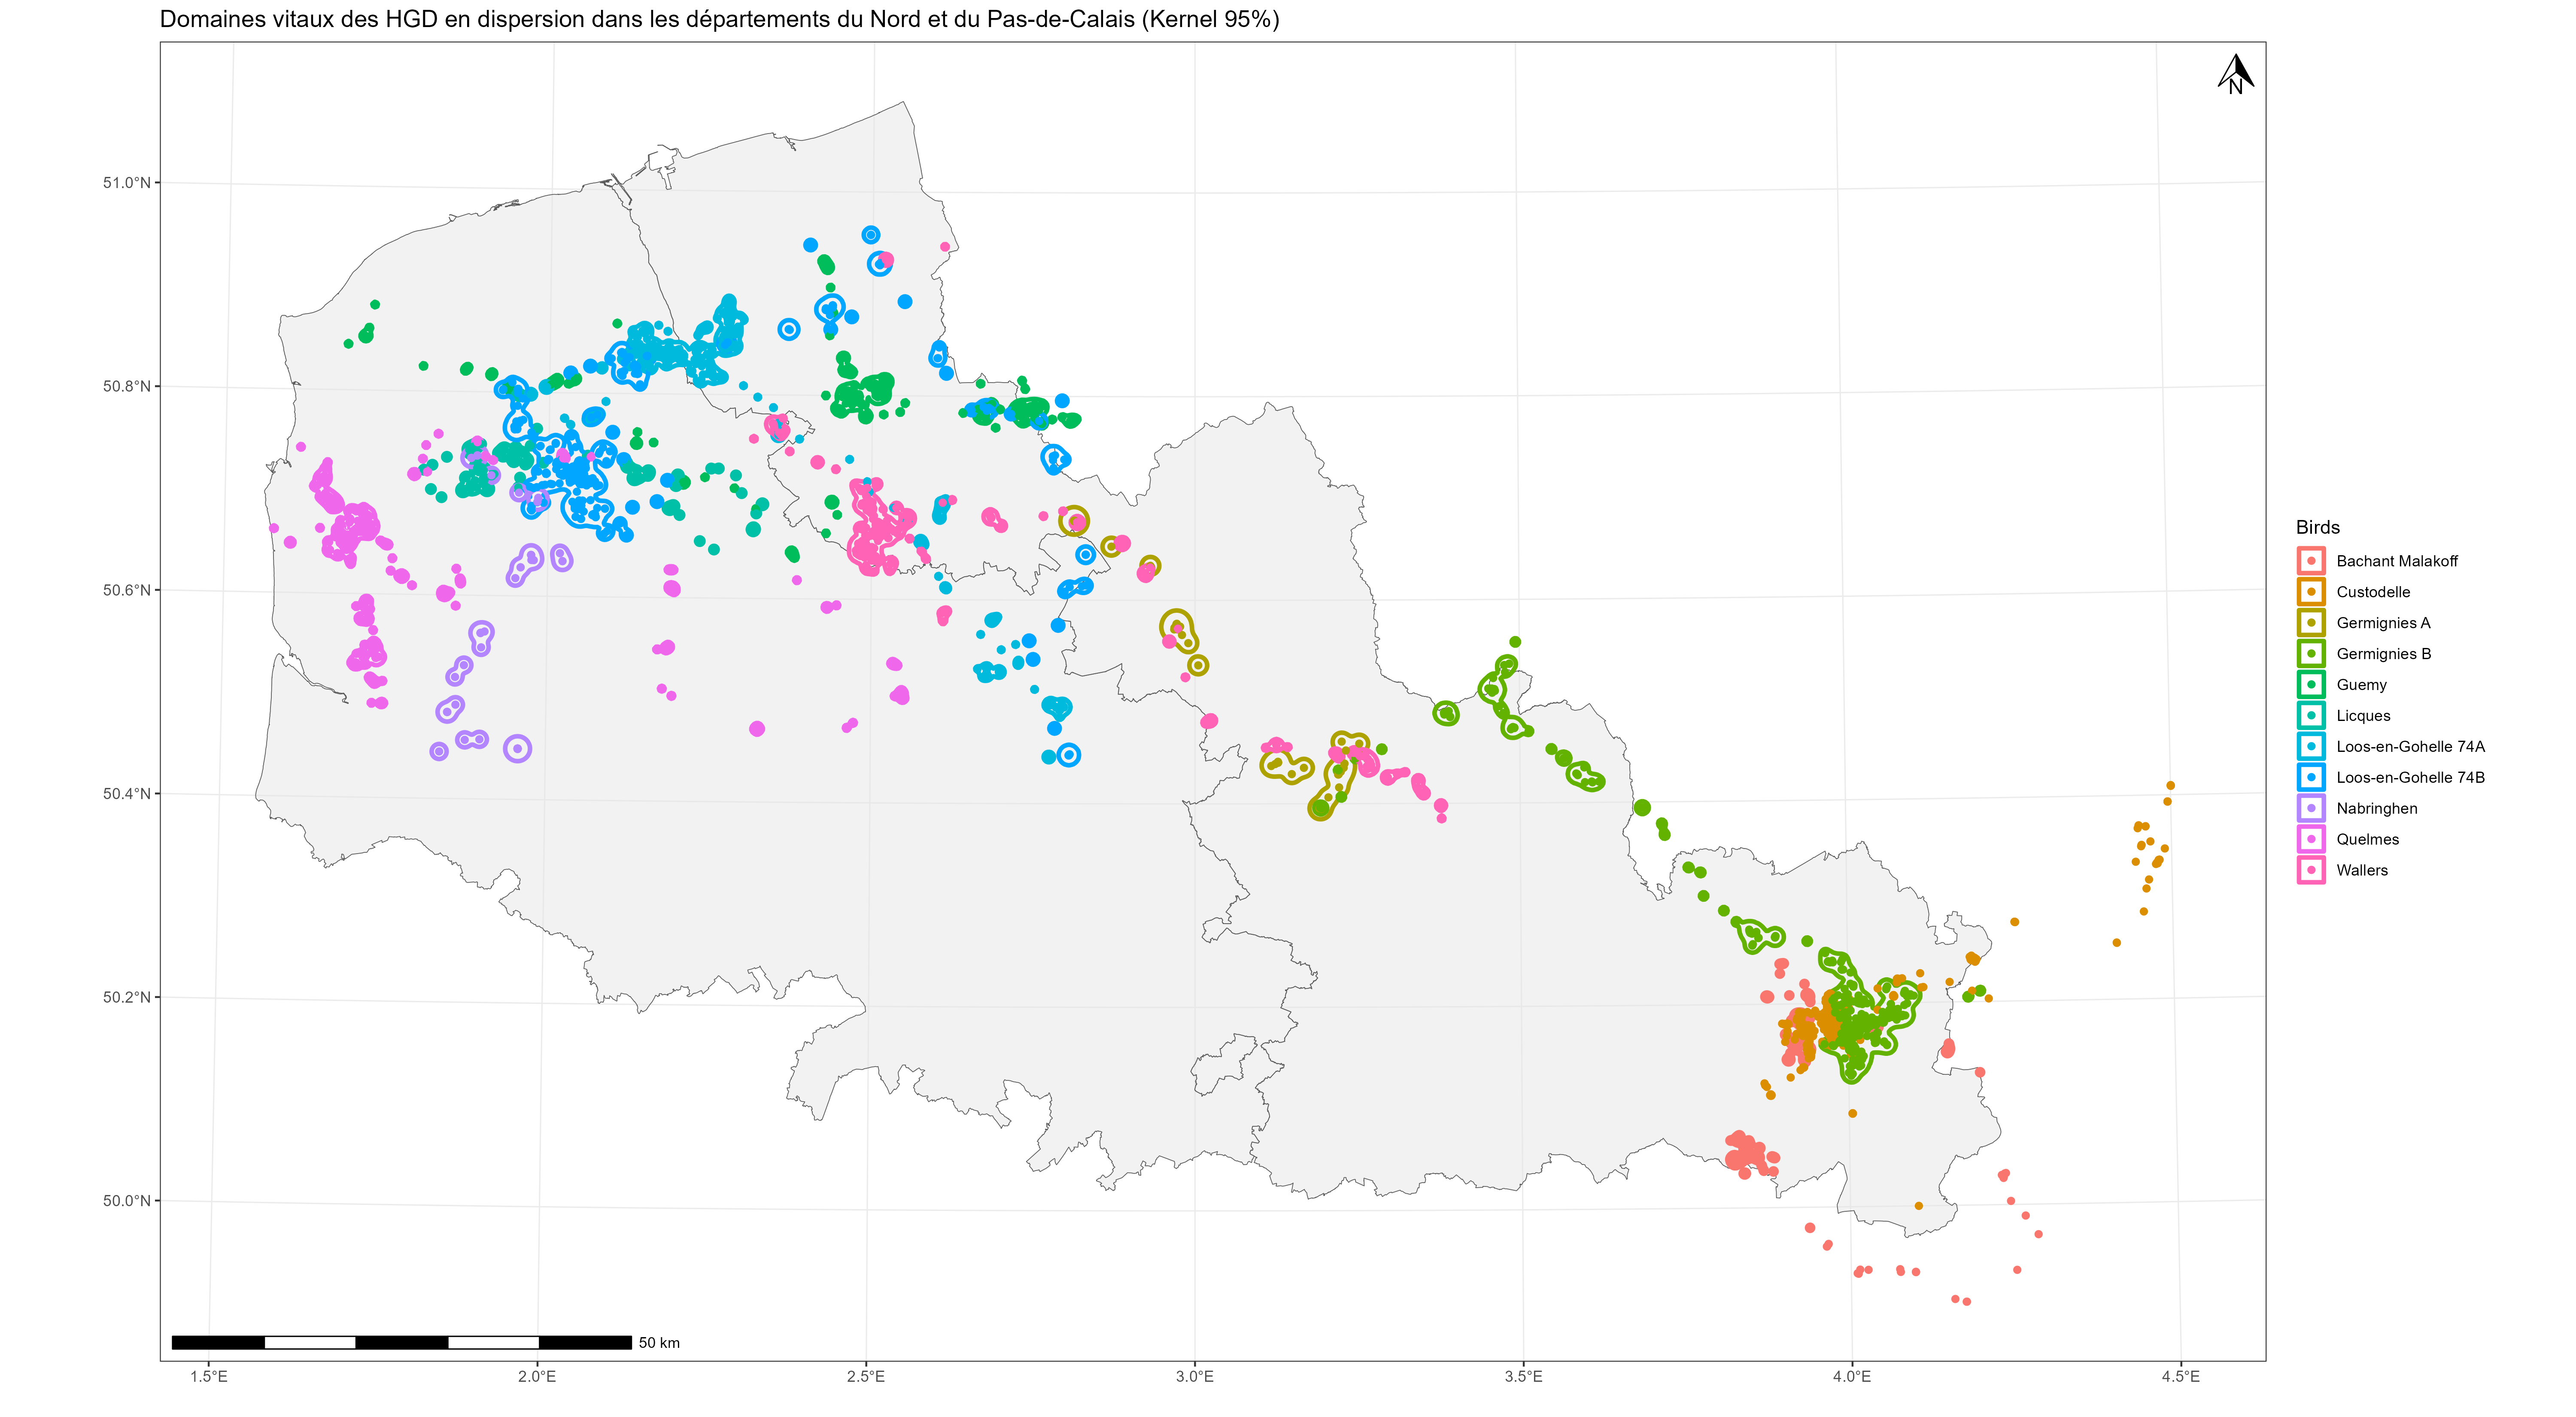 Domaines vitaux des HGD en dispersion dans les départements du Nord et du Pas-de-Calais (Kernel 95%)
N
51.0°N
50.8°N
50.6°N
50.4°N
50.2°N
50.0°N
50 km
1.5°E
2.0°E
2.5°E
3.0°E
3.5°E
4.0°E
4.5°E
Birds
Bachant Malakoff
Custodelle
Germignies A
Germignies B
Guemy
Licques
Loos-en-Gohelle 74A
Loos-en-Gohelle 74B
Nabringhen
Quelmes
Wallers